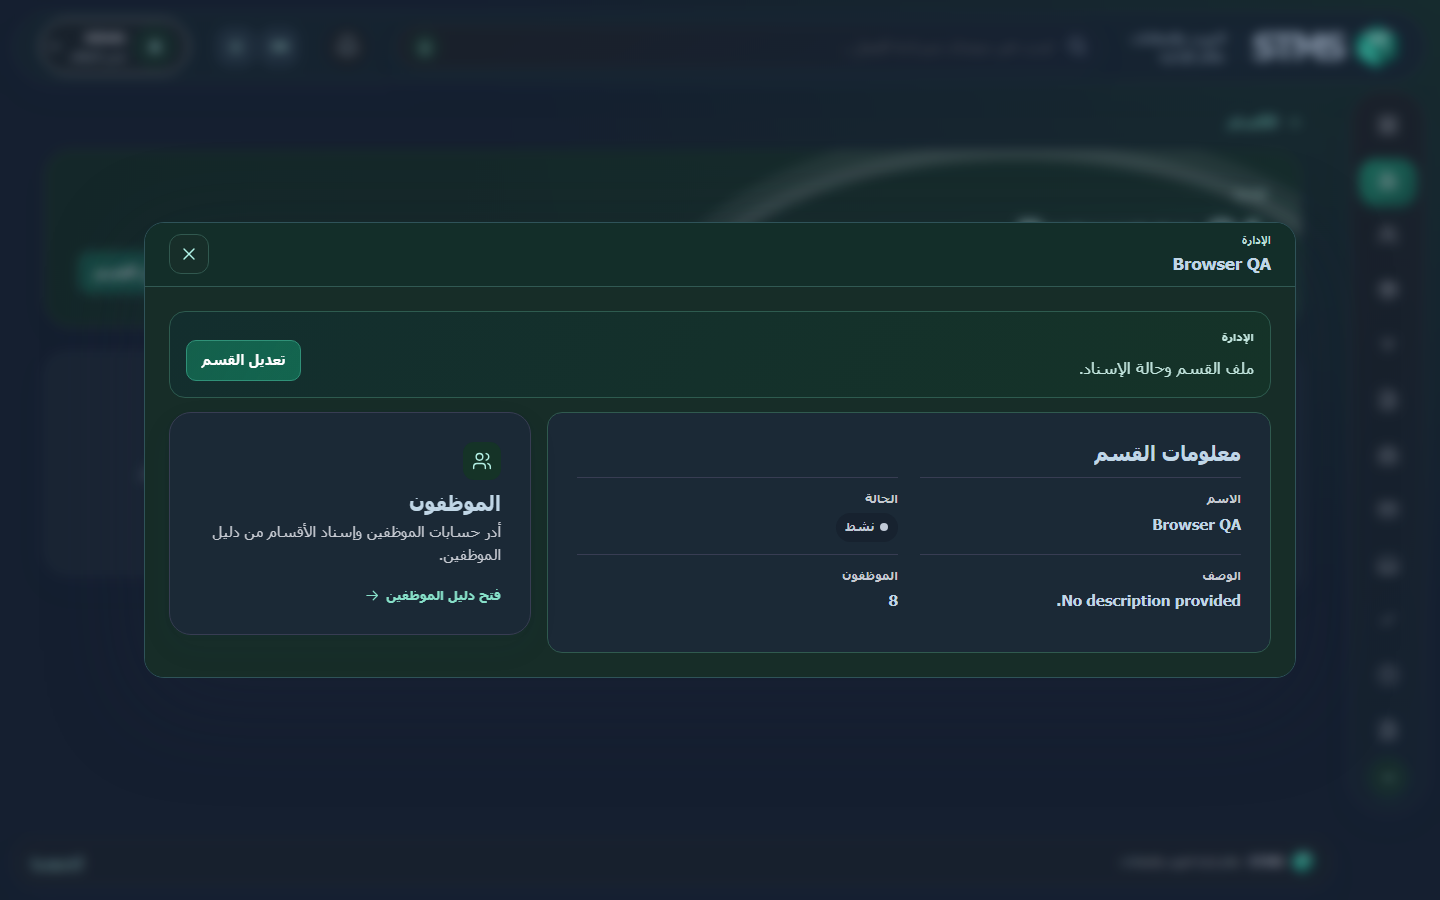 STMS
الإدارة
Browser QA
الإدارة
ملف القسم وحالة الإسناد.
تعديل القسم
معلومات القسم
الاسم
Browser QA
الحالة
نشط
الوصف
No description provided.
الموظفون
8
الموظفون
أدر حسابات الموظفين وإسناد الأقسام من دليل
الموظفين.
فتح دليل الموظفين ←